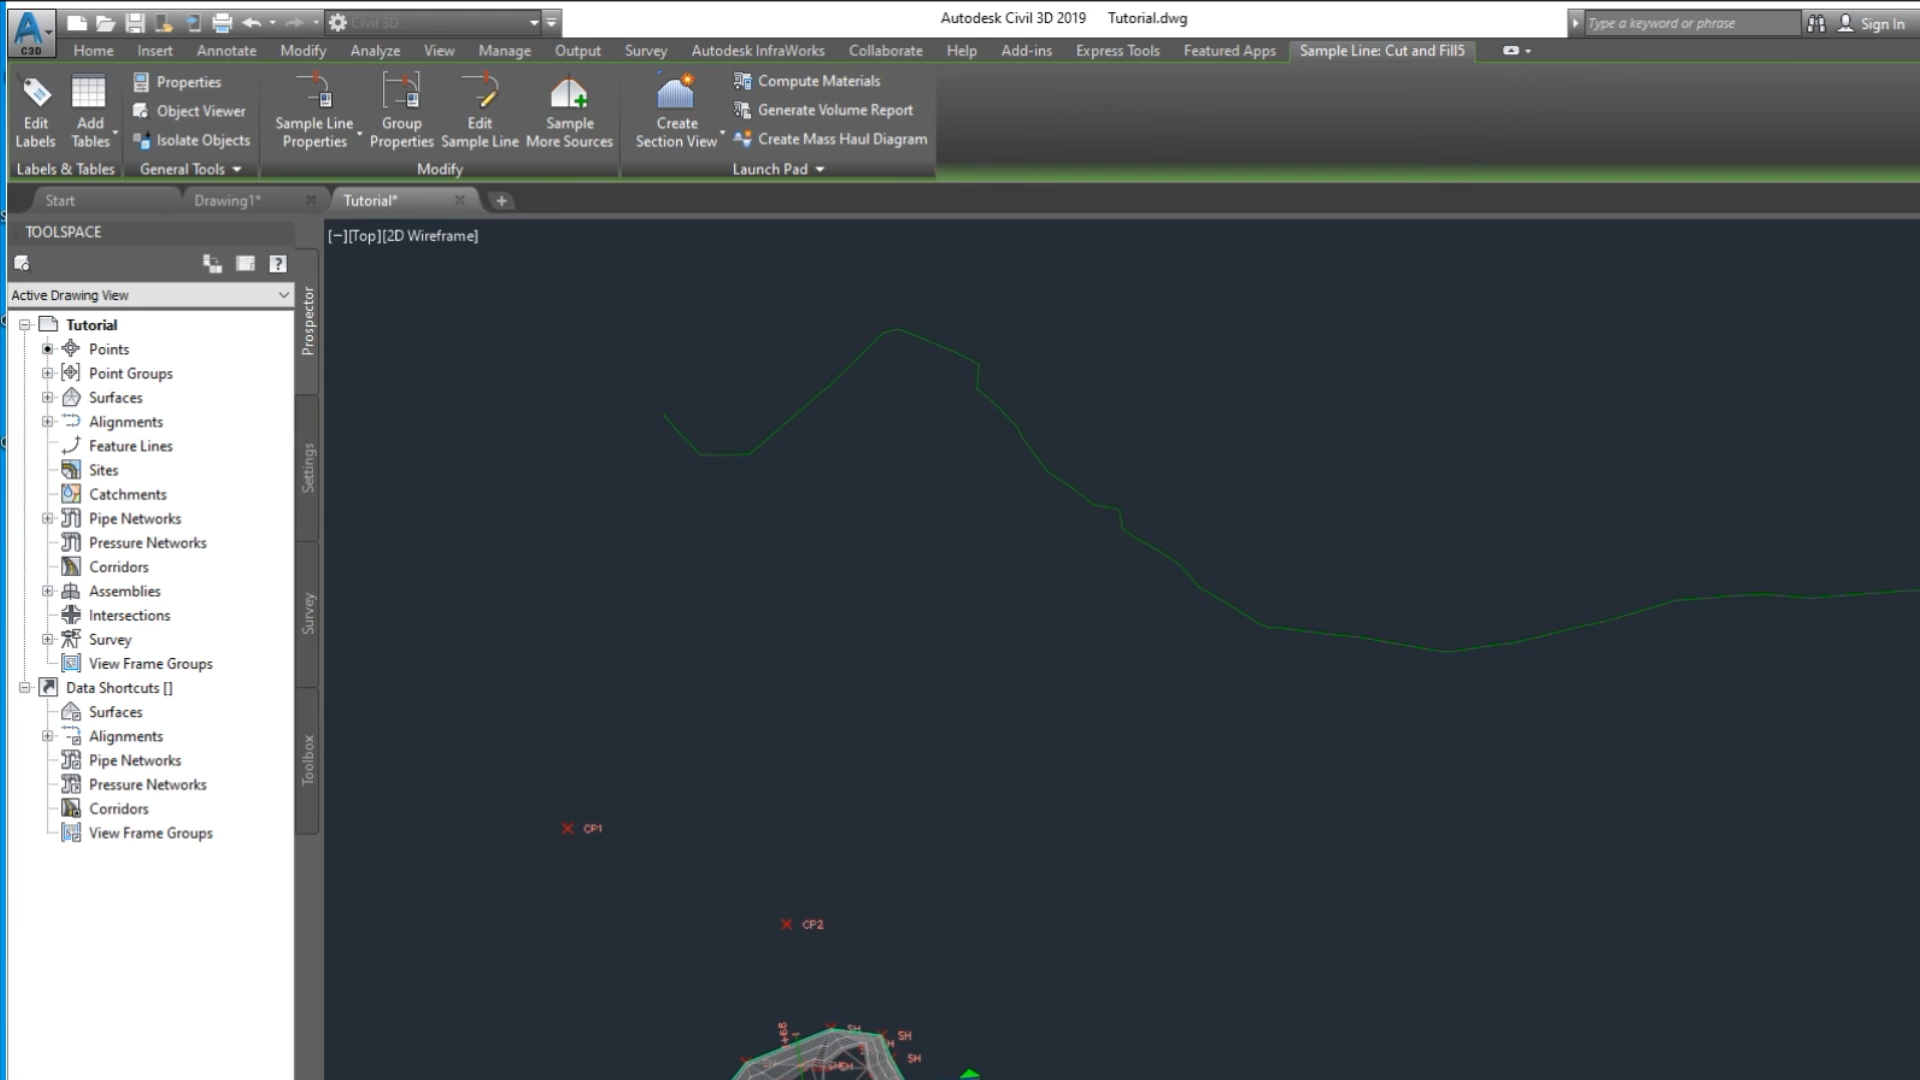 Autodesk Civil 3D 2019 Tutorial.dwg
C3D
Civil 3D
Type a keyword or phrase
Sign In
Home Insert Annotate Modify Analyze View Manage Output Survey Autodesk InfraWorks Collaborate Help Add-ins Express Tools Featured Apps Sample Line: Cut and Fill5
Edit Labels
Add Tables
Properties
Object Viewer
Isolate Objects
Sample Line Properties
Group Properties
Edit Sample Line
Sample More Sources
Create Section View
Compute Materials
Generate Volume Report
Create Mass Haul Diagram
Labels & Tables General Tools Modify Launch Pad
Start Drawing1* Tutorial*
TOOLSPACE
[−][Top][2D Wireframe]
?
Active Drawing View
Prospector
Settings
Survey
Toolbox
Tutorial
Points
Point Groups
Surfaces
Alignments
Feature Lines
Sites
Catchments
Pipe Networks
Pressure Networks
Corridors
Assemblies
Intersections
Survey
View Frame Groups
Data Shortcuts []
Surfaces
Alignments
Pipe Networks
Pressure Networks
Corridors
View Frame Groups
CP1
CP2
SH
SH
SH